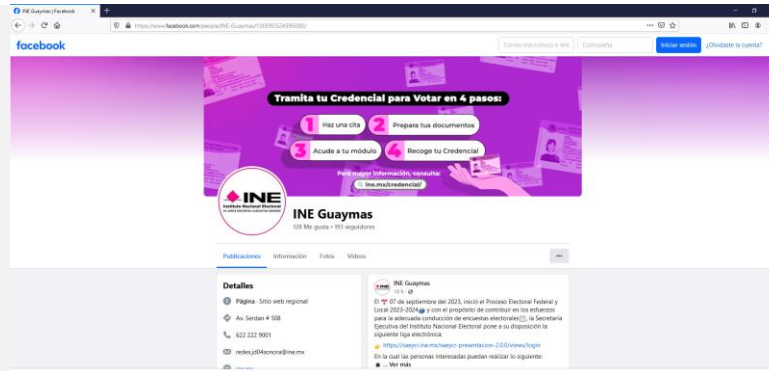 INE Guaymas | Facebook
https://www.facebook.com/people/INE-Guaymas/100090524595080/
facebook
Correo electrónico o telé
Contraseña
Iniciar sesión
¿Olvidaste la cuenta?
Tramita tu Credencial para Votar en 4 pasos:
1 Haz una cita
2 Prepara tus documentos
3 Acude a tu módulo
4 Recoge tu Credencial
Para mayor información, consulta:
ine.mx/credencial/
INE
Instituto Nacional Electoral
INE Guaymas
128 Me gusta • 193 seguidores
Publicaciones Información Fotos Videos
Detalles
Página · Sitio web regional
Av. Serdan # 508
622 222 9001
redes.jd04sonora@ine.mx
INE Guaymas
El 07 de septiembre del 2023, inició el Proceso Electoral Federal y
Local 2023-2024 y con el propósito de contribuir en los esfuerzos
para la adecuada conducción de encuestas electorales, la Secretaría
Ejecutiva del Instituto Nacional Electoral pone a su disposición la
siguiente liga electrónica:
https://saeycr.ine.mx/saeycr-presentacion-2.0.0/views/login
En la cual las personas interesadas puedan realizar lo siguiente:
... Ver más